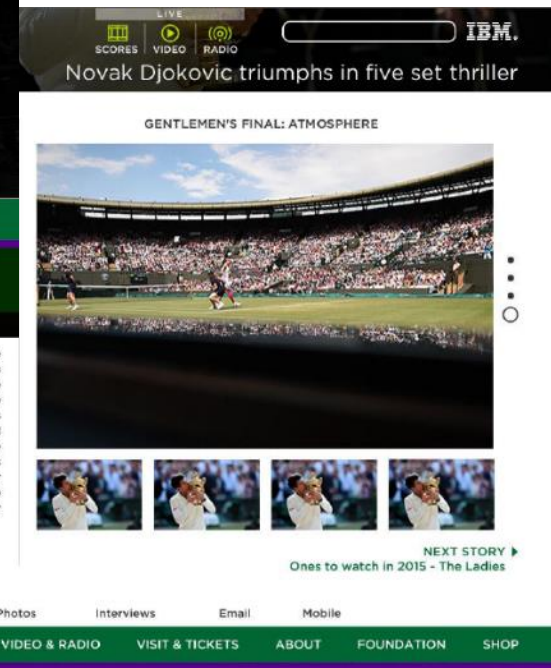 LIVE
SCORES VIDEO RADIO
IBM.
Novak Djokovic triumphs in five set thriller
GENTLEMEN'S FINAL: ATMOSPHERE
NEXT STORY
Ones to watch in 2015 - The Ladies
Photos Interviews Email Mobile
VIDEO & RADIO VISIT & TICKETS ABOUT FOUNDATION SHOP